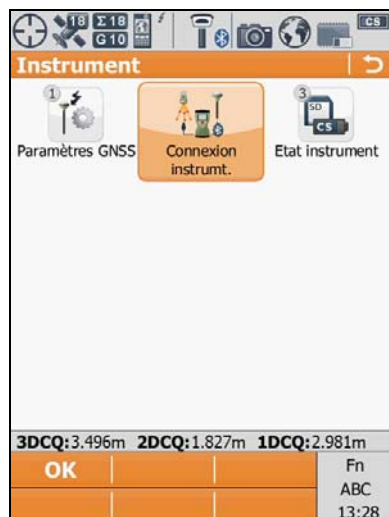 18 Σ18 CS
G10
Instrument
1 3
SD
CS
Paramètres GNSS Connexion instrumt. Etat instrument
3DCQ:3.496m 2DCQ:1.827m 1DCQ:2.981m
OK Fn
ABC
13:28